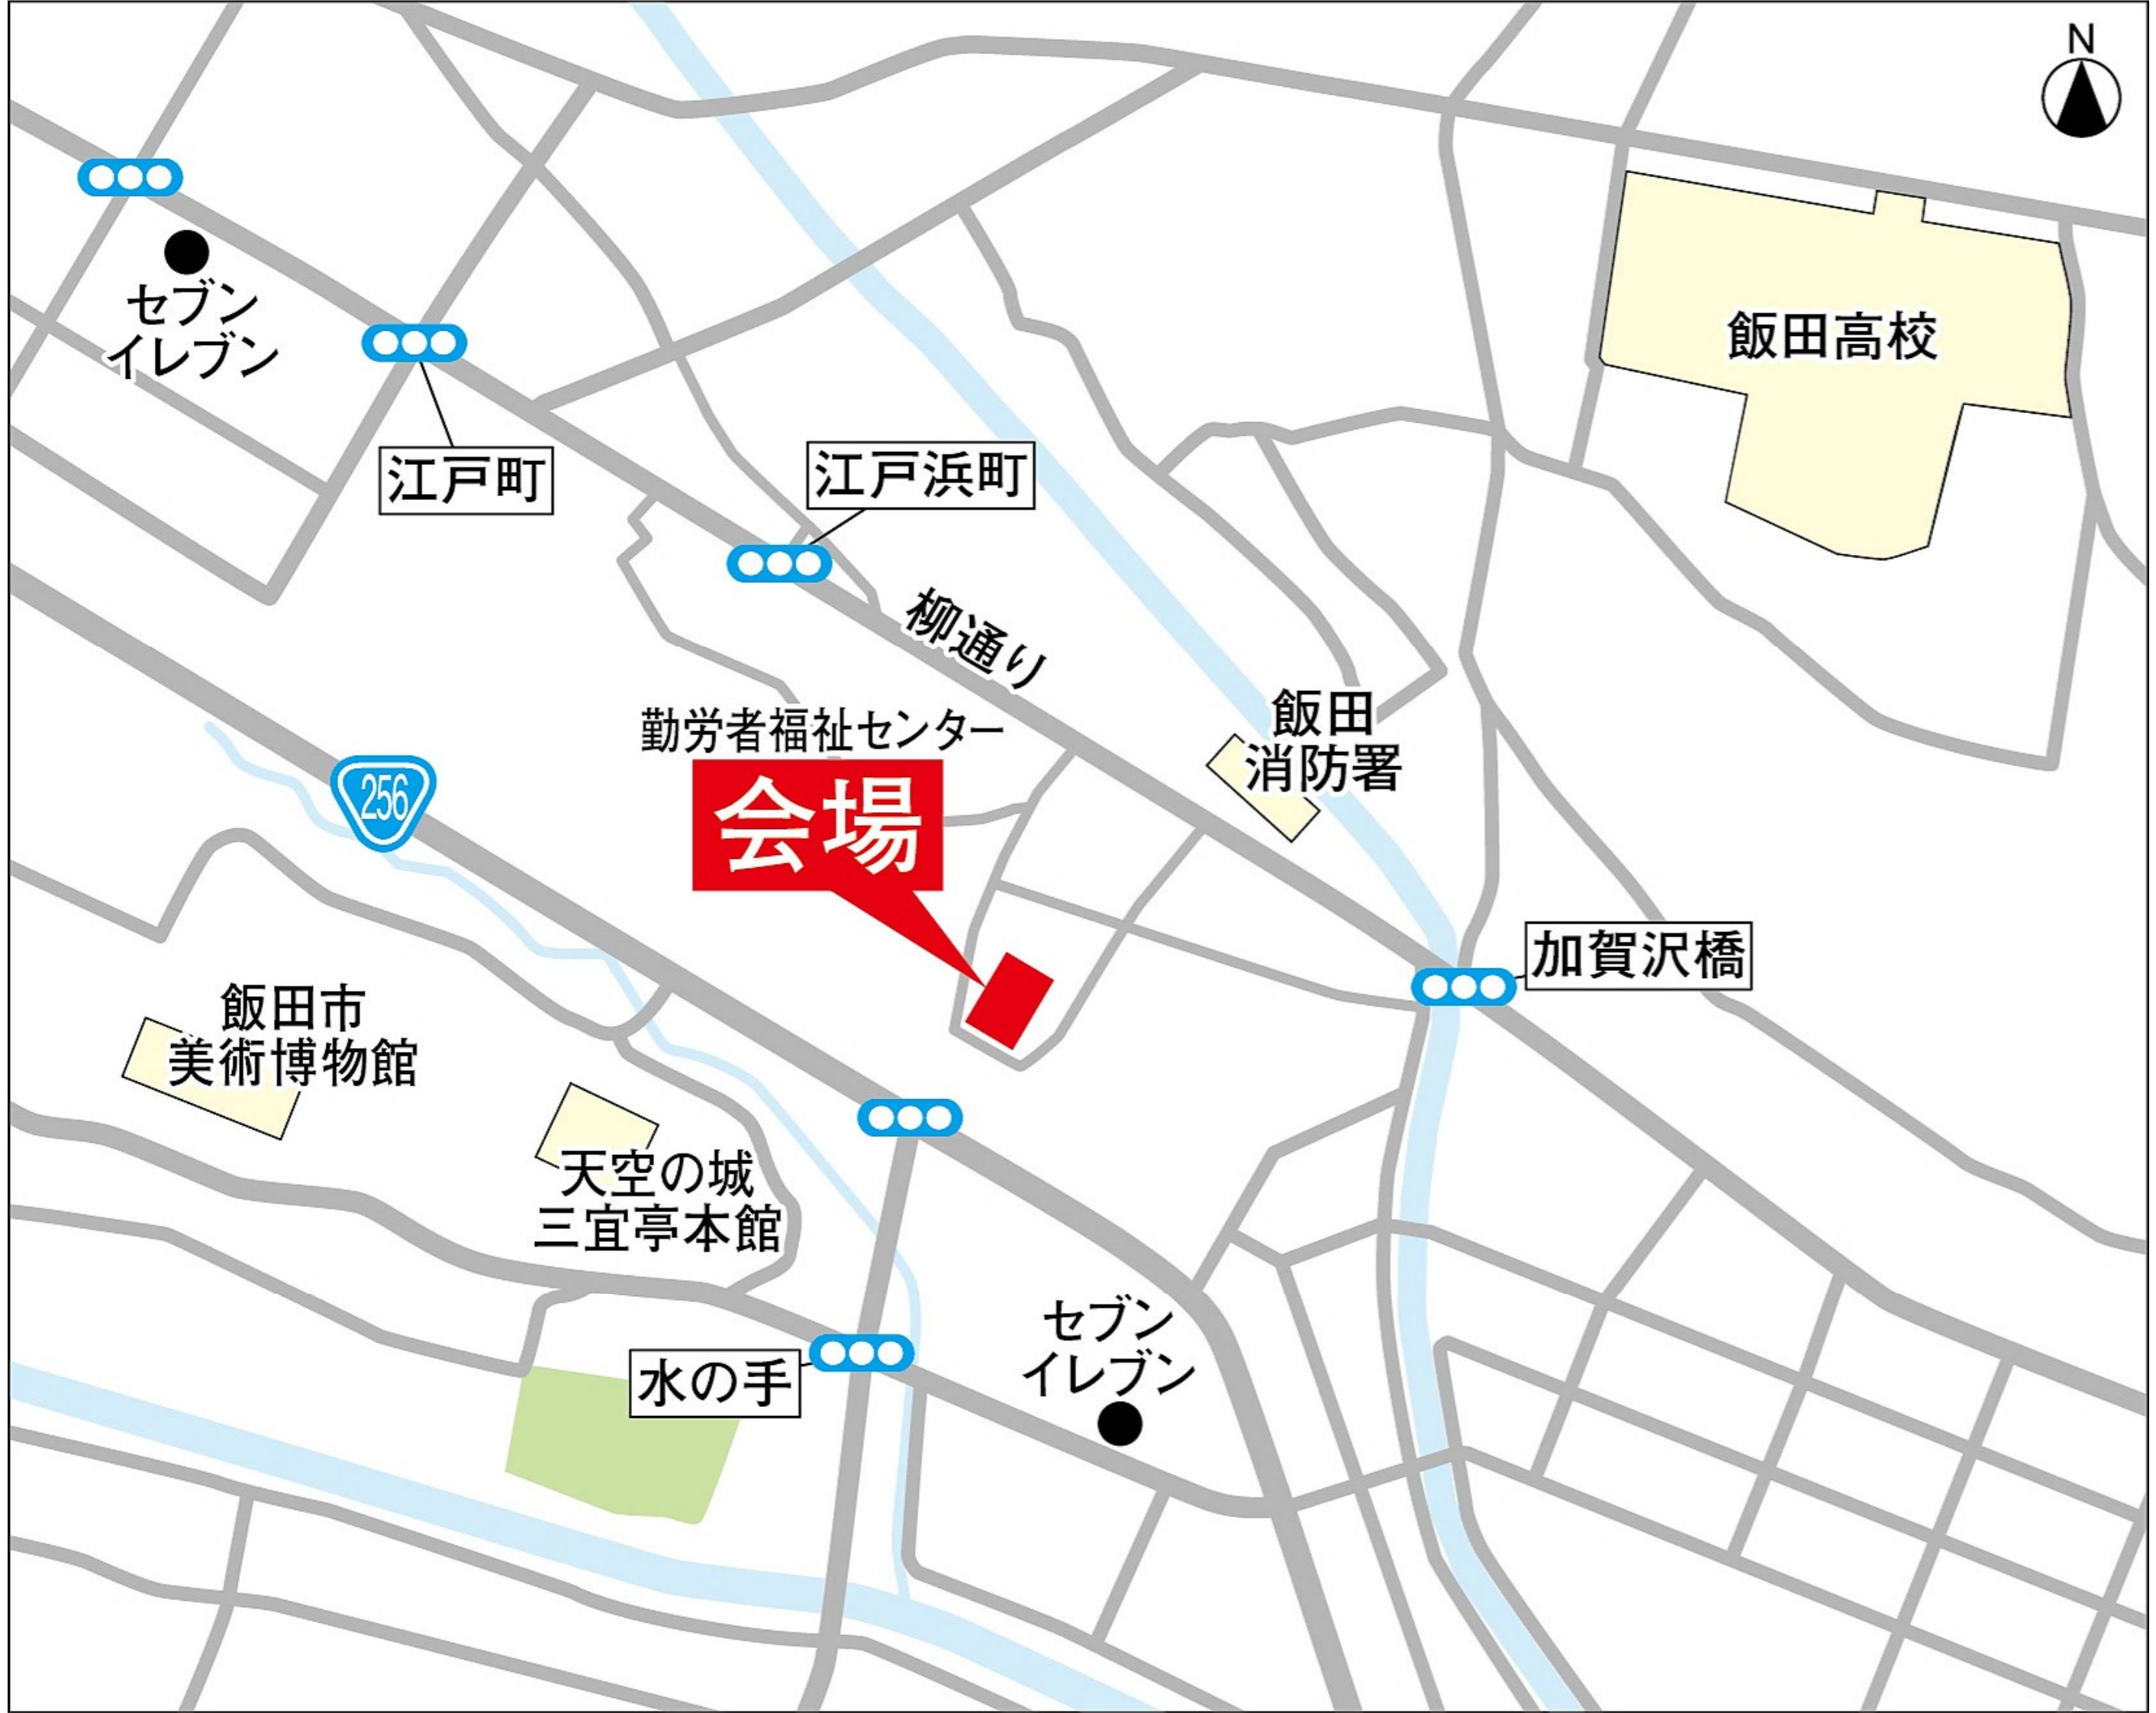 N
セブン
イレブン
飯田高校
江戸町
江戸浜町
柳通り
飯田
消防署
勤労者福祉センター
会場
256
加賀沢橋
飯田市
美術博物館
天空の城
三宜亭本館
セブン
イレブン
水の手